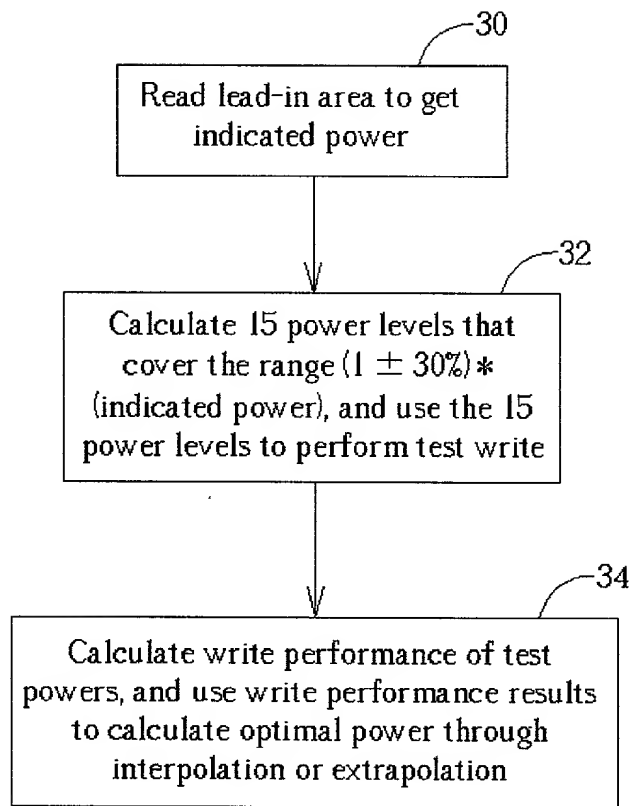 30
Read lead-in area to get
indicated power
32
Calculate 15 power levels that
cover the range (1 ± 30%)*
(indicated power), and use the 15
power levels to perform test write
34
Calculate write performance of test
powers, and use write performance results
to calculate optimal power through
interpolation or extrapolation